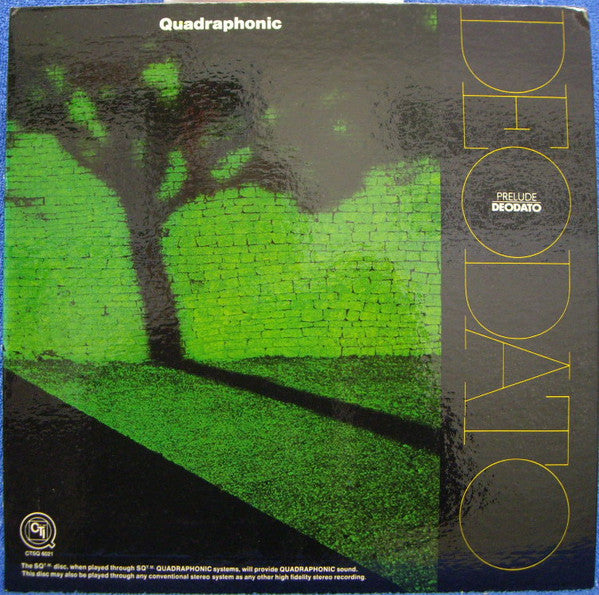 Quadraphonic
DEODATO
PRELUDE
DEODATO
CTi
CTSQ 6021
The SQ™ disc, when played through SQ™ QUADRAPHONIC systems, will provide QUADRAPHONIC sound.
This disc may also be played through any conventional stereo system as any other high fidelity stereo recording.